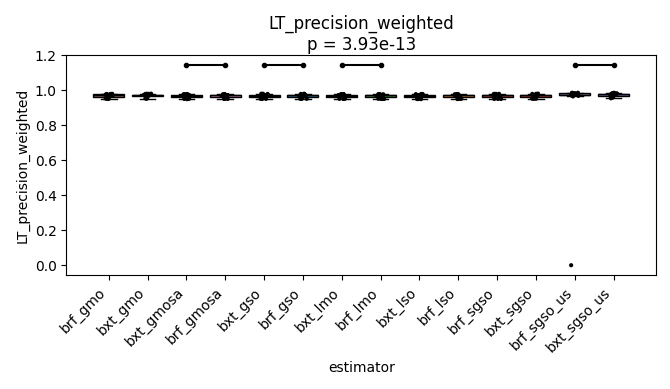 LT_precision_weighted
p = 3.93e-13
LT_precision_weighted
1.2
1.0
0.8
0.6
0.4
0.2
0.0
brf_gmo
bxt_gmo
bxt_gmosa
brf_gmosa
bxt_gso
brf_gso
bxt_lmo
brf_lmo
bxt_lso
brf_lso
brf_sgso
bxt_sgso
brf_sgso_us
bxt_sgso_us
estimator